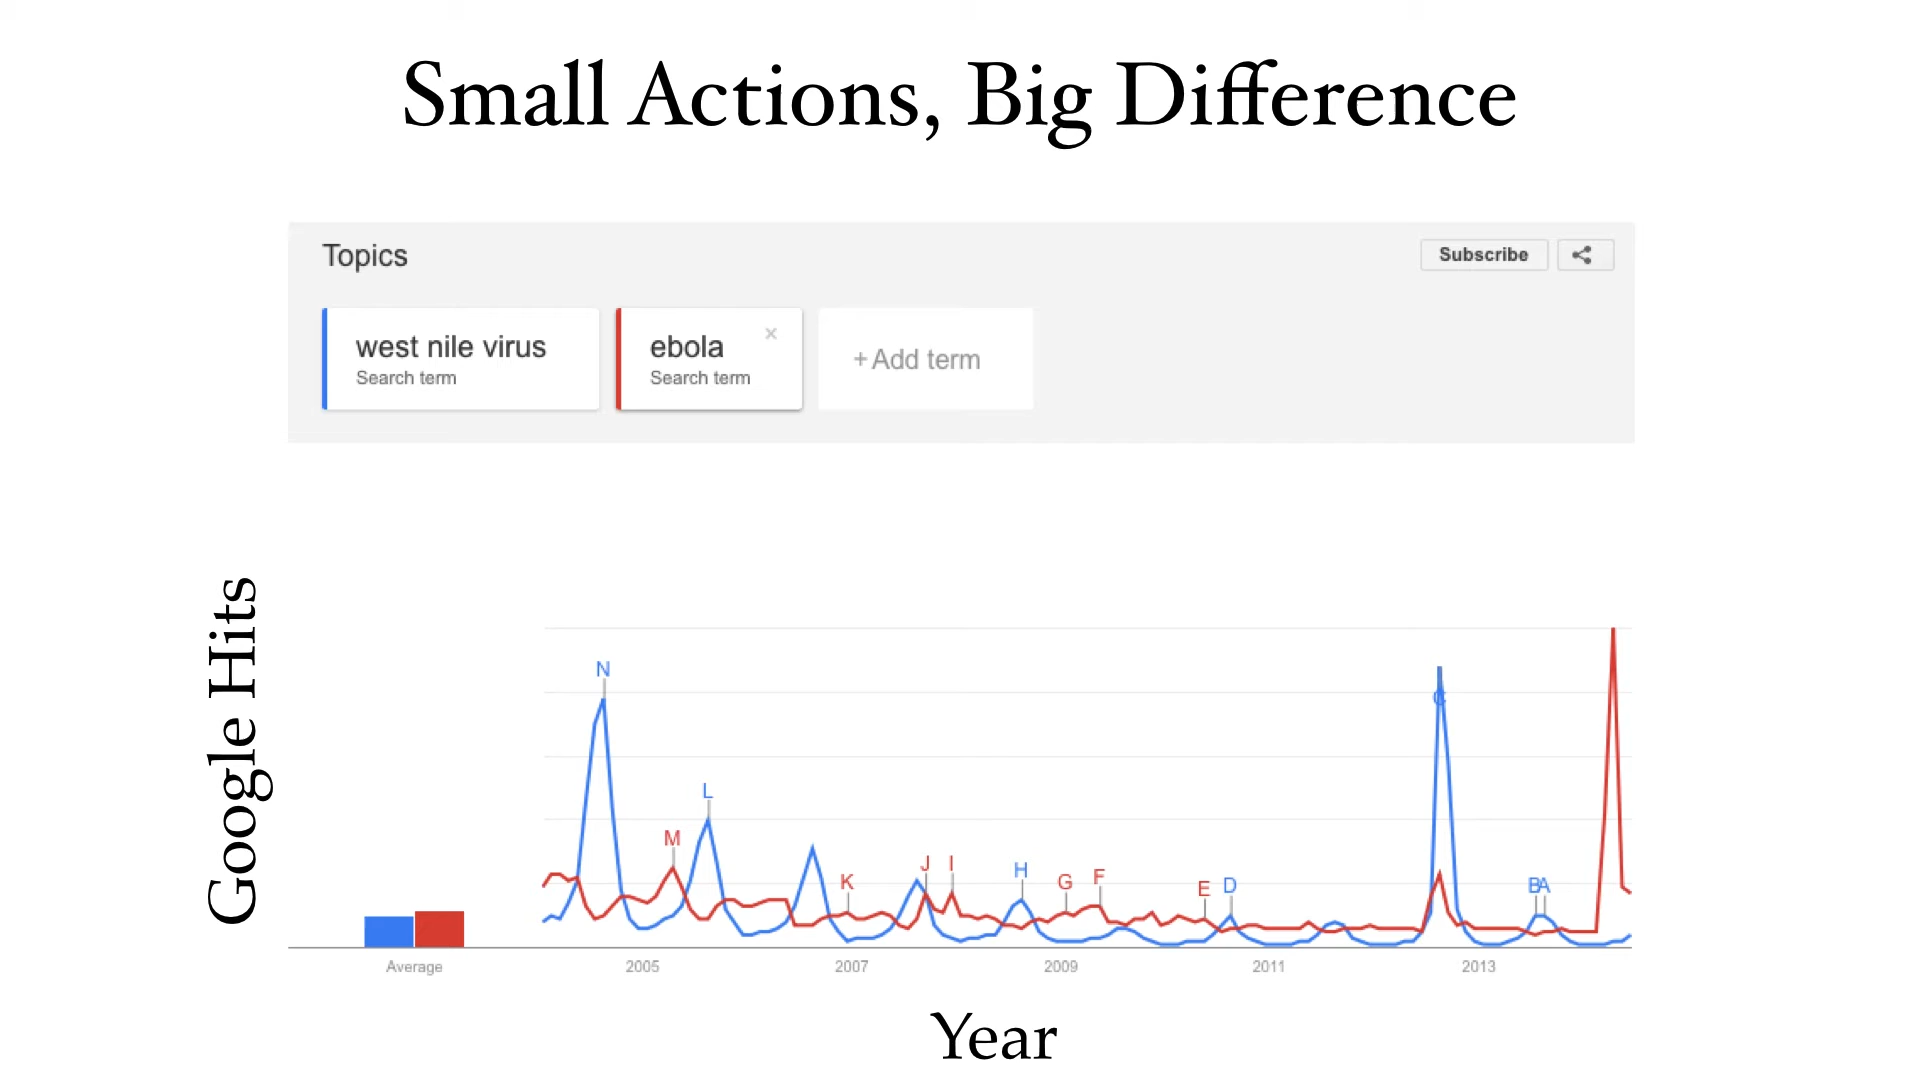 Small Actions, Big Difference
Topics
Subscribe
west nile virus
Search term
ebola
Search term
×
+Add term
Google Hits
N
L
M
K
J
I
H
G
F
E
D
C
B
A
Average
2005
2007
2009
2011
2013
Year